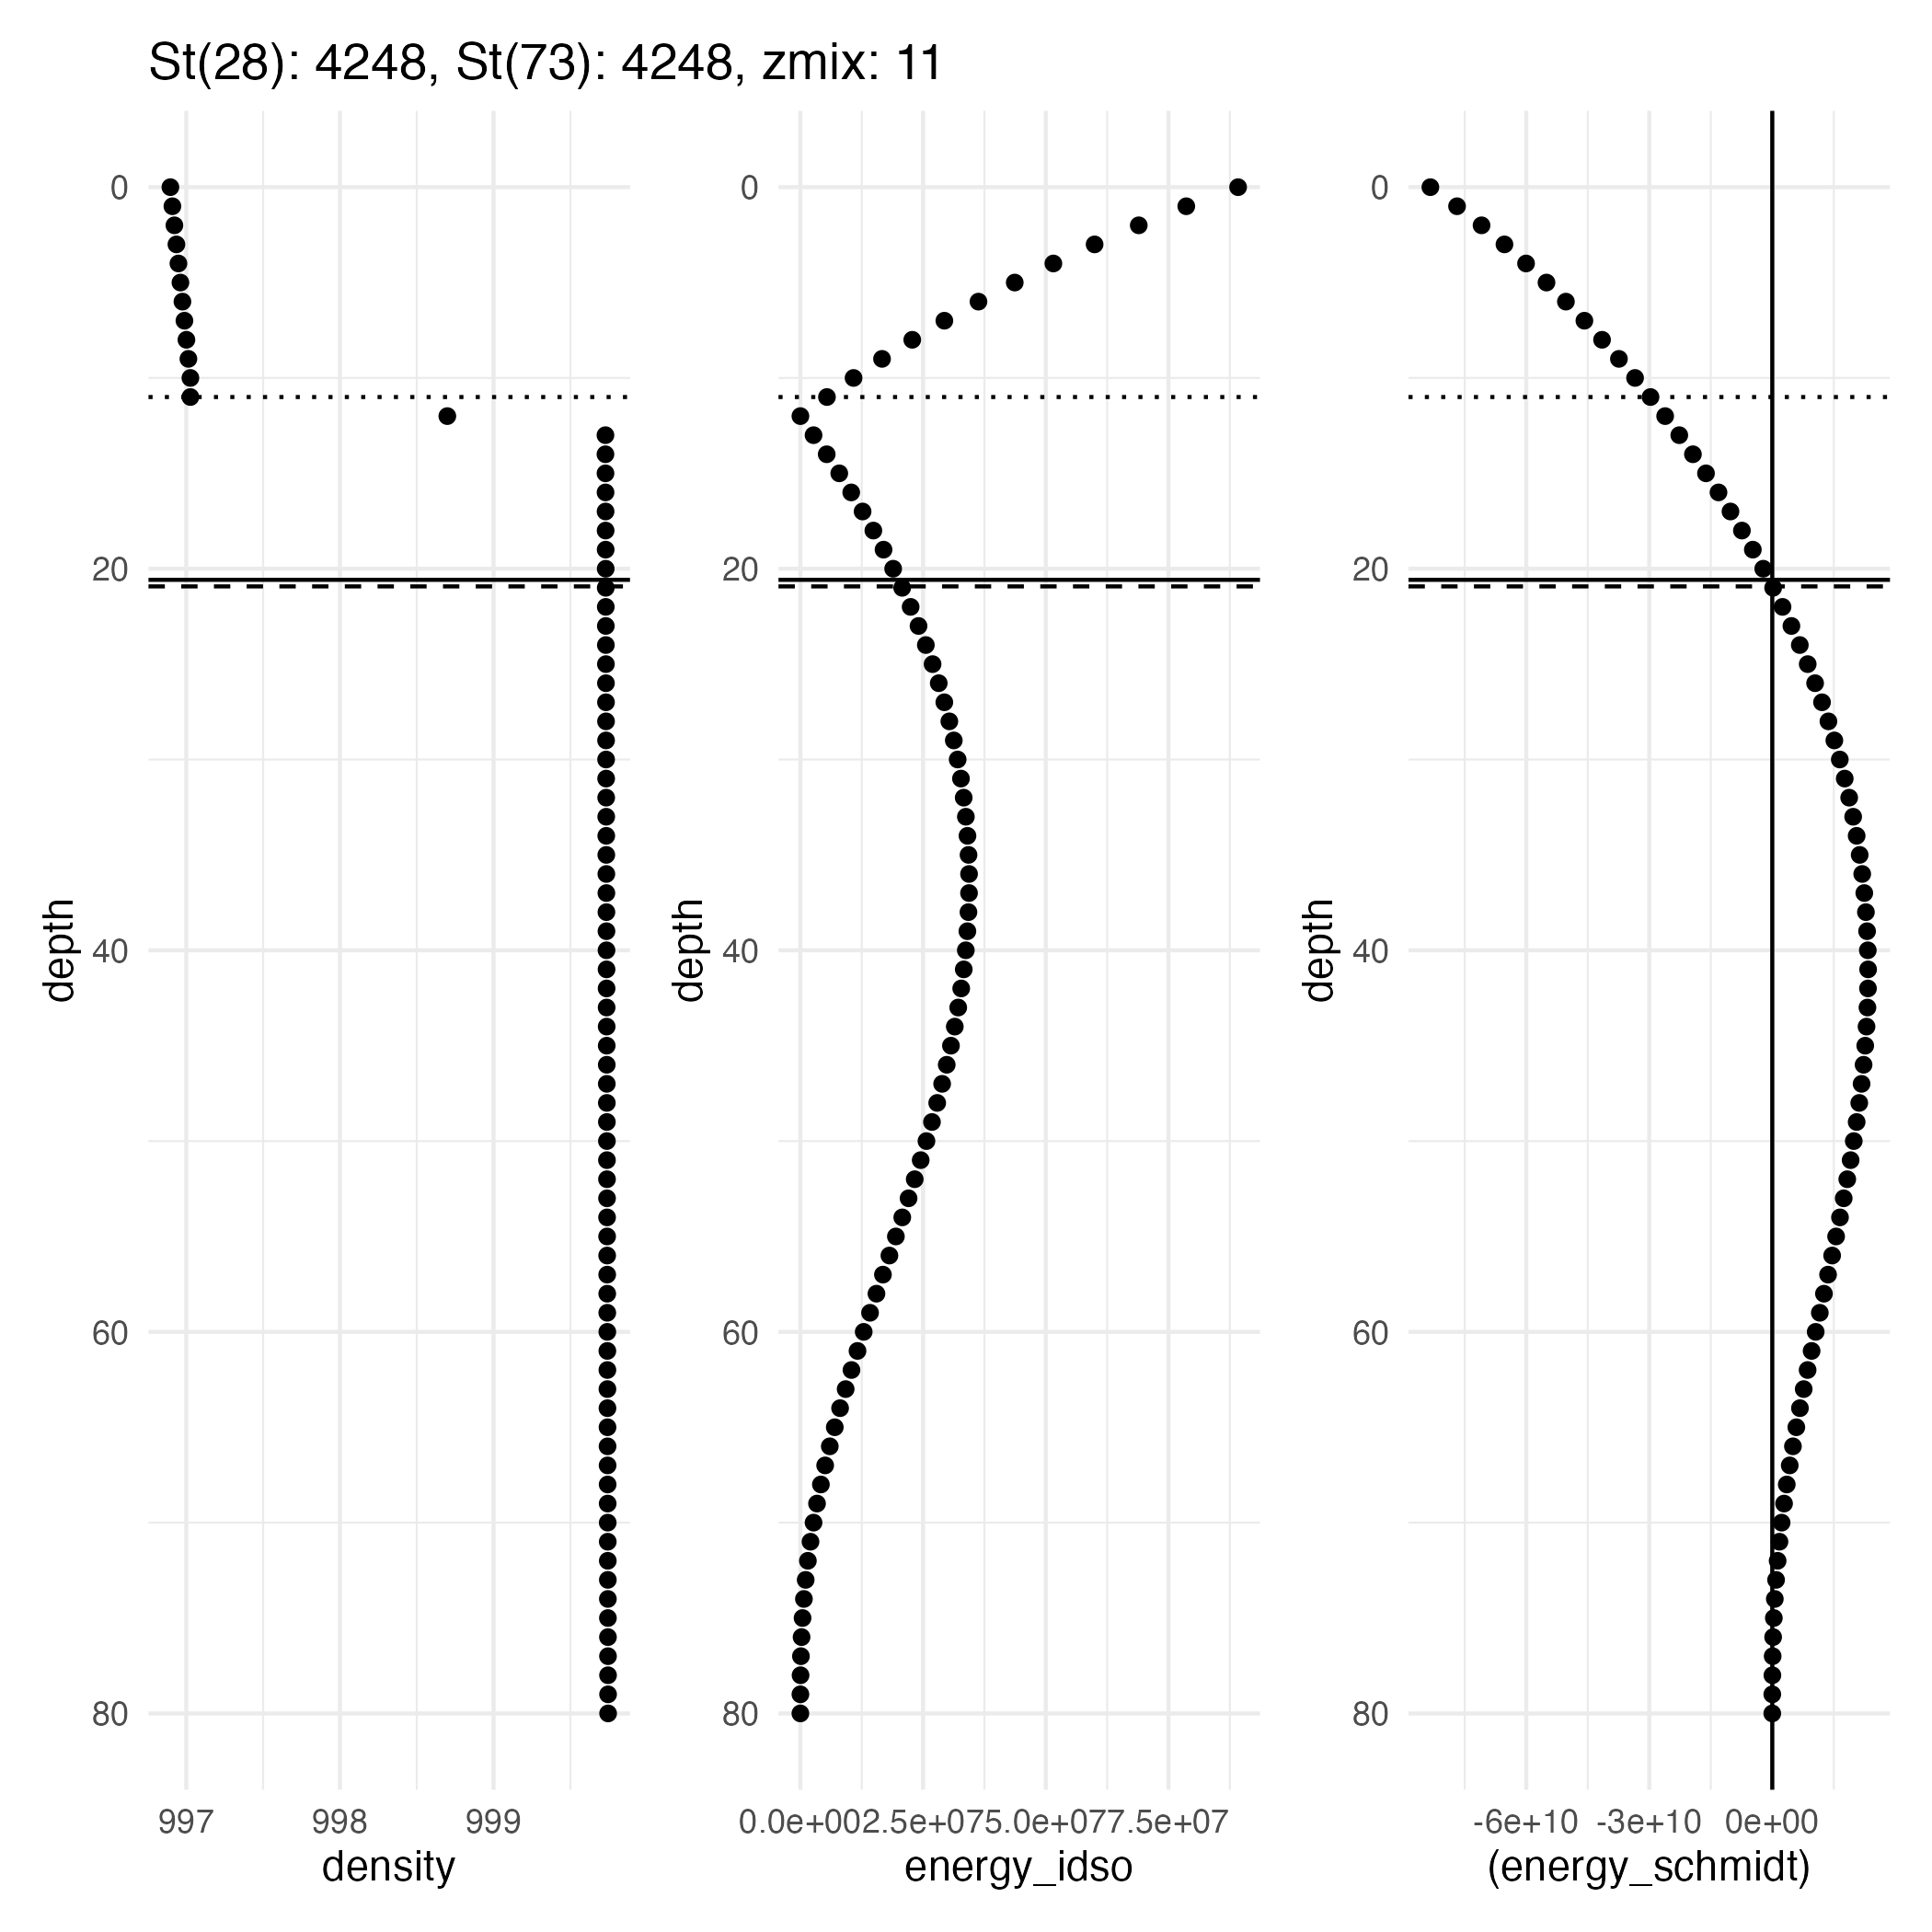 St(28): 4248, St(73): 4248, zmix: 11
0
20
40
60
80
depth
997 998 999
density
0
20
40
60
80
depth
0.0e+002.5e+075.0e+077.5e+07
energy_idso
0
20
40
60
80
depth
-6e+10 -3e+10 0e+00
(energy_schmidt)